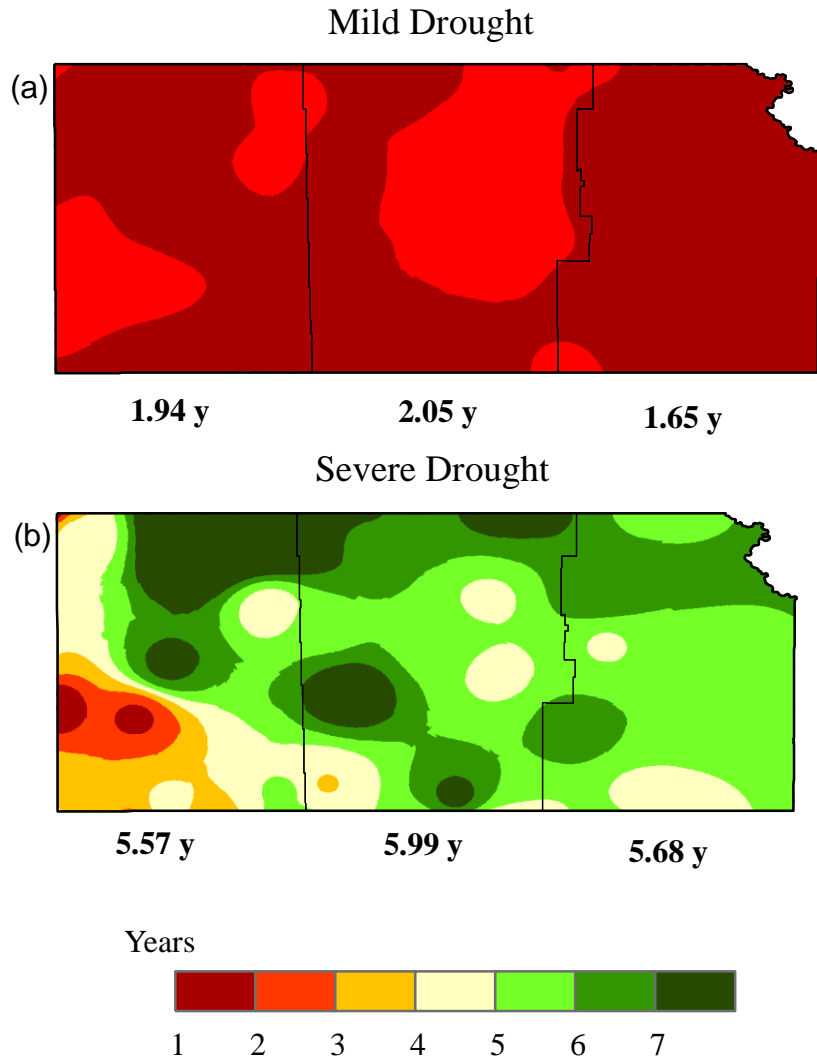 Mild Drought
(a)
1.94 y 2.05 y 1.65 y
Severe Drought
(b)
5.57 y 5.99 y 5.68 y
Years
1 2 3 4 5 6 7